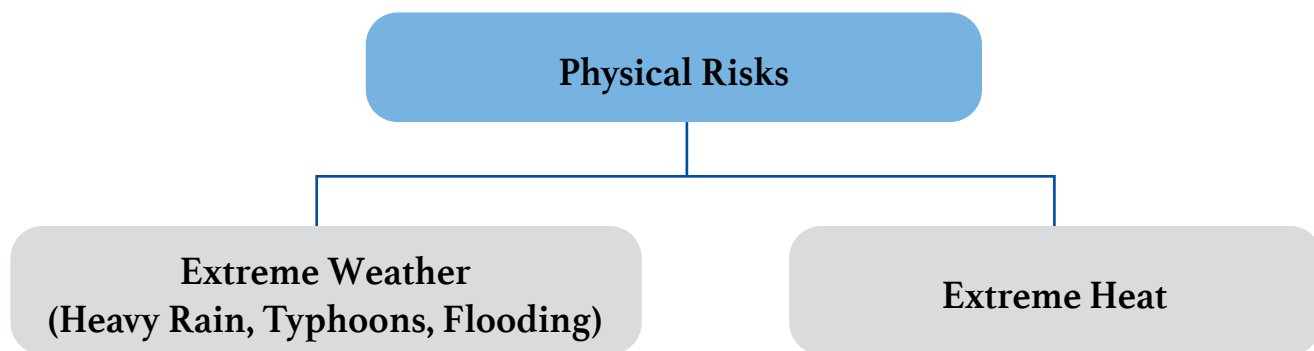 Physical Risks
Extreme Weather
(Heavy Rain, Typhoons, Flooding)
Extreme Heat